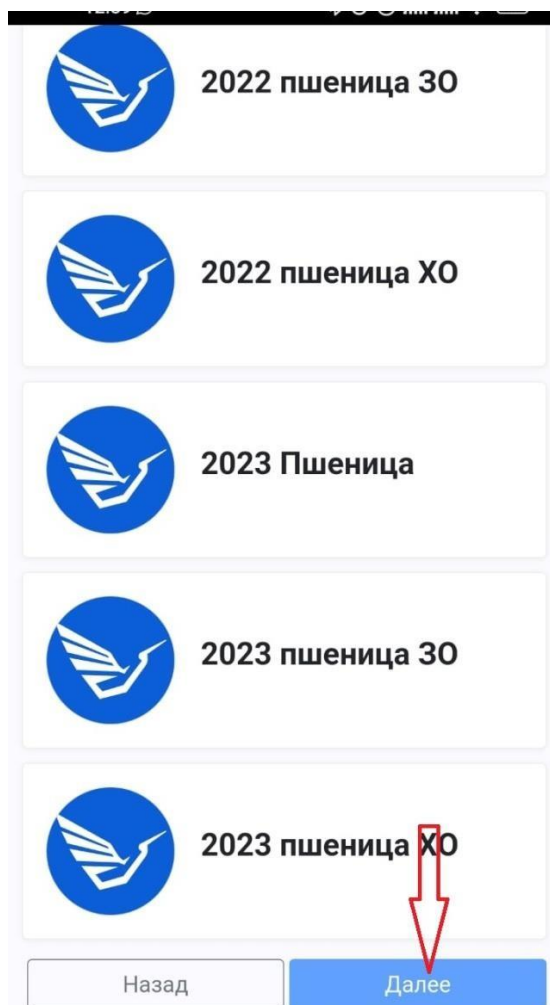 2022 пшеница ЗО
2022 пшеница ХО
2023 Пшеница
2023 пшеница ЗО
2023 пшеница ХО
Назад
Далее